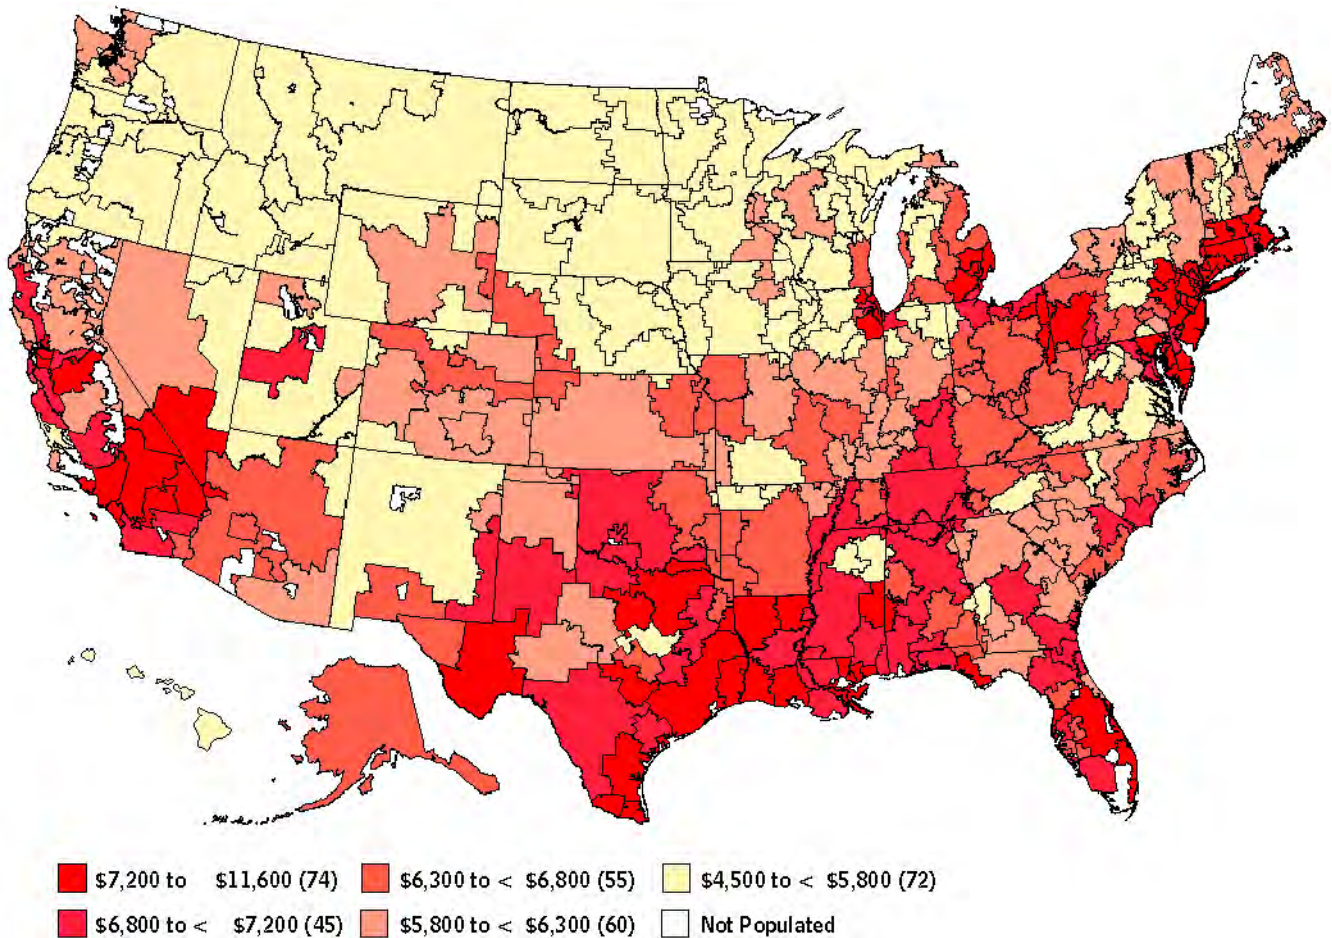 $7,200 to $11,600 (74) $6,300 to < $6,800 (55) $4,500 to < $5,800 (72)
$6,800 to < $7,200 (45) $5,800 to < $6,300 (60) Not Populated